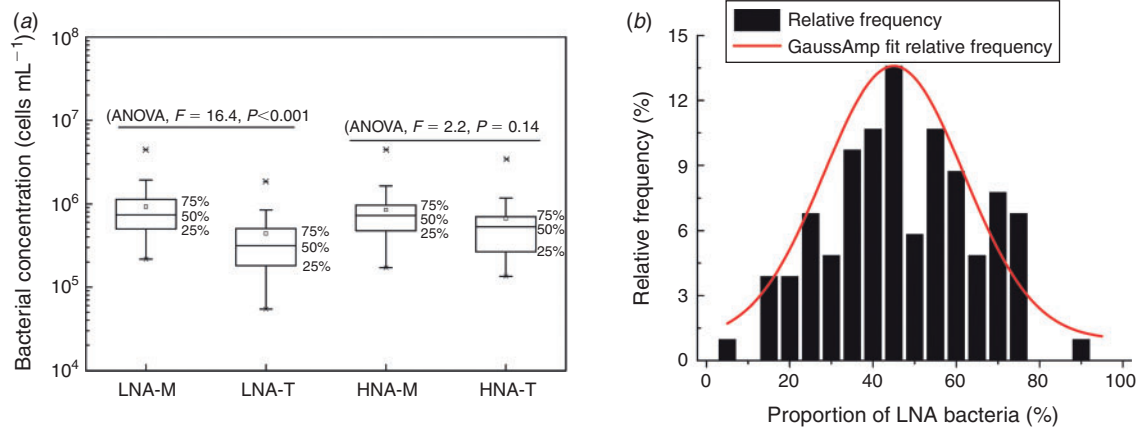 (a)
Bacterial concentration (cells mL⁻¹)
10⁸
10⁷
10⁶
10⁵
10⁴
(ANOVA, F = 16.4, P<0.001
(ANOVA, F = 2.2, P = 0.14
75%
50%
25%
75%
50%
25%
75%
50%
25%
75%
50%
25%
LNA-M
LNA-T
HNA-M
HNA-T
(b)
Relative frequency
GaussAmp fit relative frequency
Relative frequency (%)
15
12
9
6
3
0
0
20
40
60
80
100
Proportion of LNA bacteria (%)